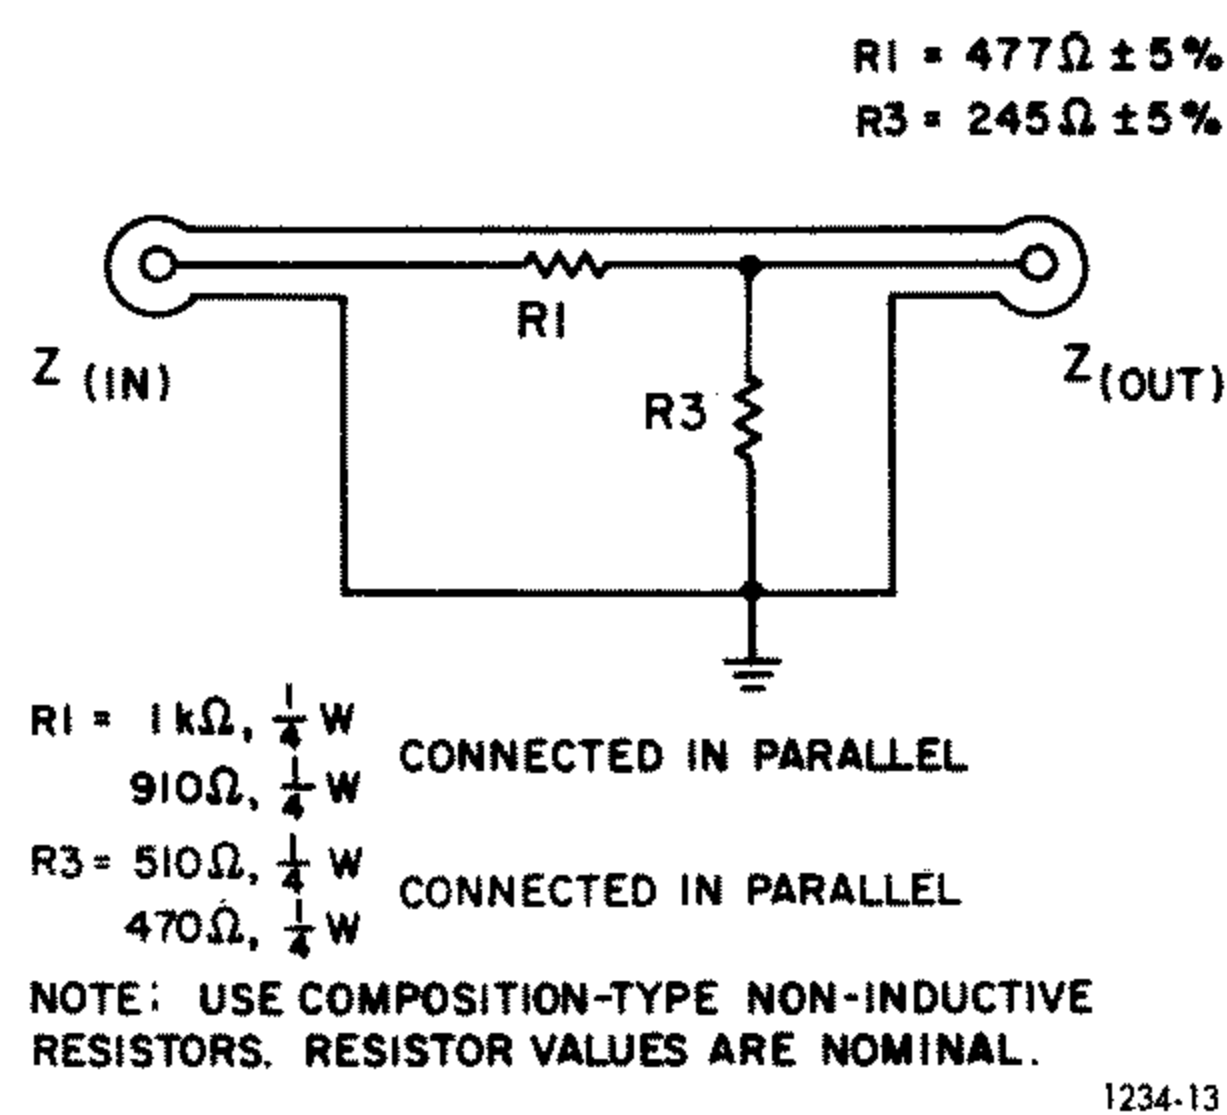 R1 = 477Ω ±5%
R3 = 245Ω ±5%
R1
Z (IN)
Z (OUT)
R3
R1 = 1kΩ, 1/4 W
CONNECTED IN PARALLEL
910Ω, 1/4 W
R3 = 510Ω, 1/4 W
CONNECTED IN PARALLEL
470Ω, 1/4 W
NOTE: USE COMPOSITION-TYPE NON-INDUCTIVE
RESISTORS. RESISTOR VALUES ARE NOMINAL.
1234-13